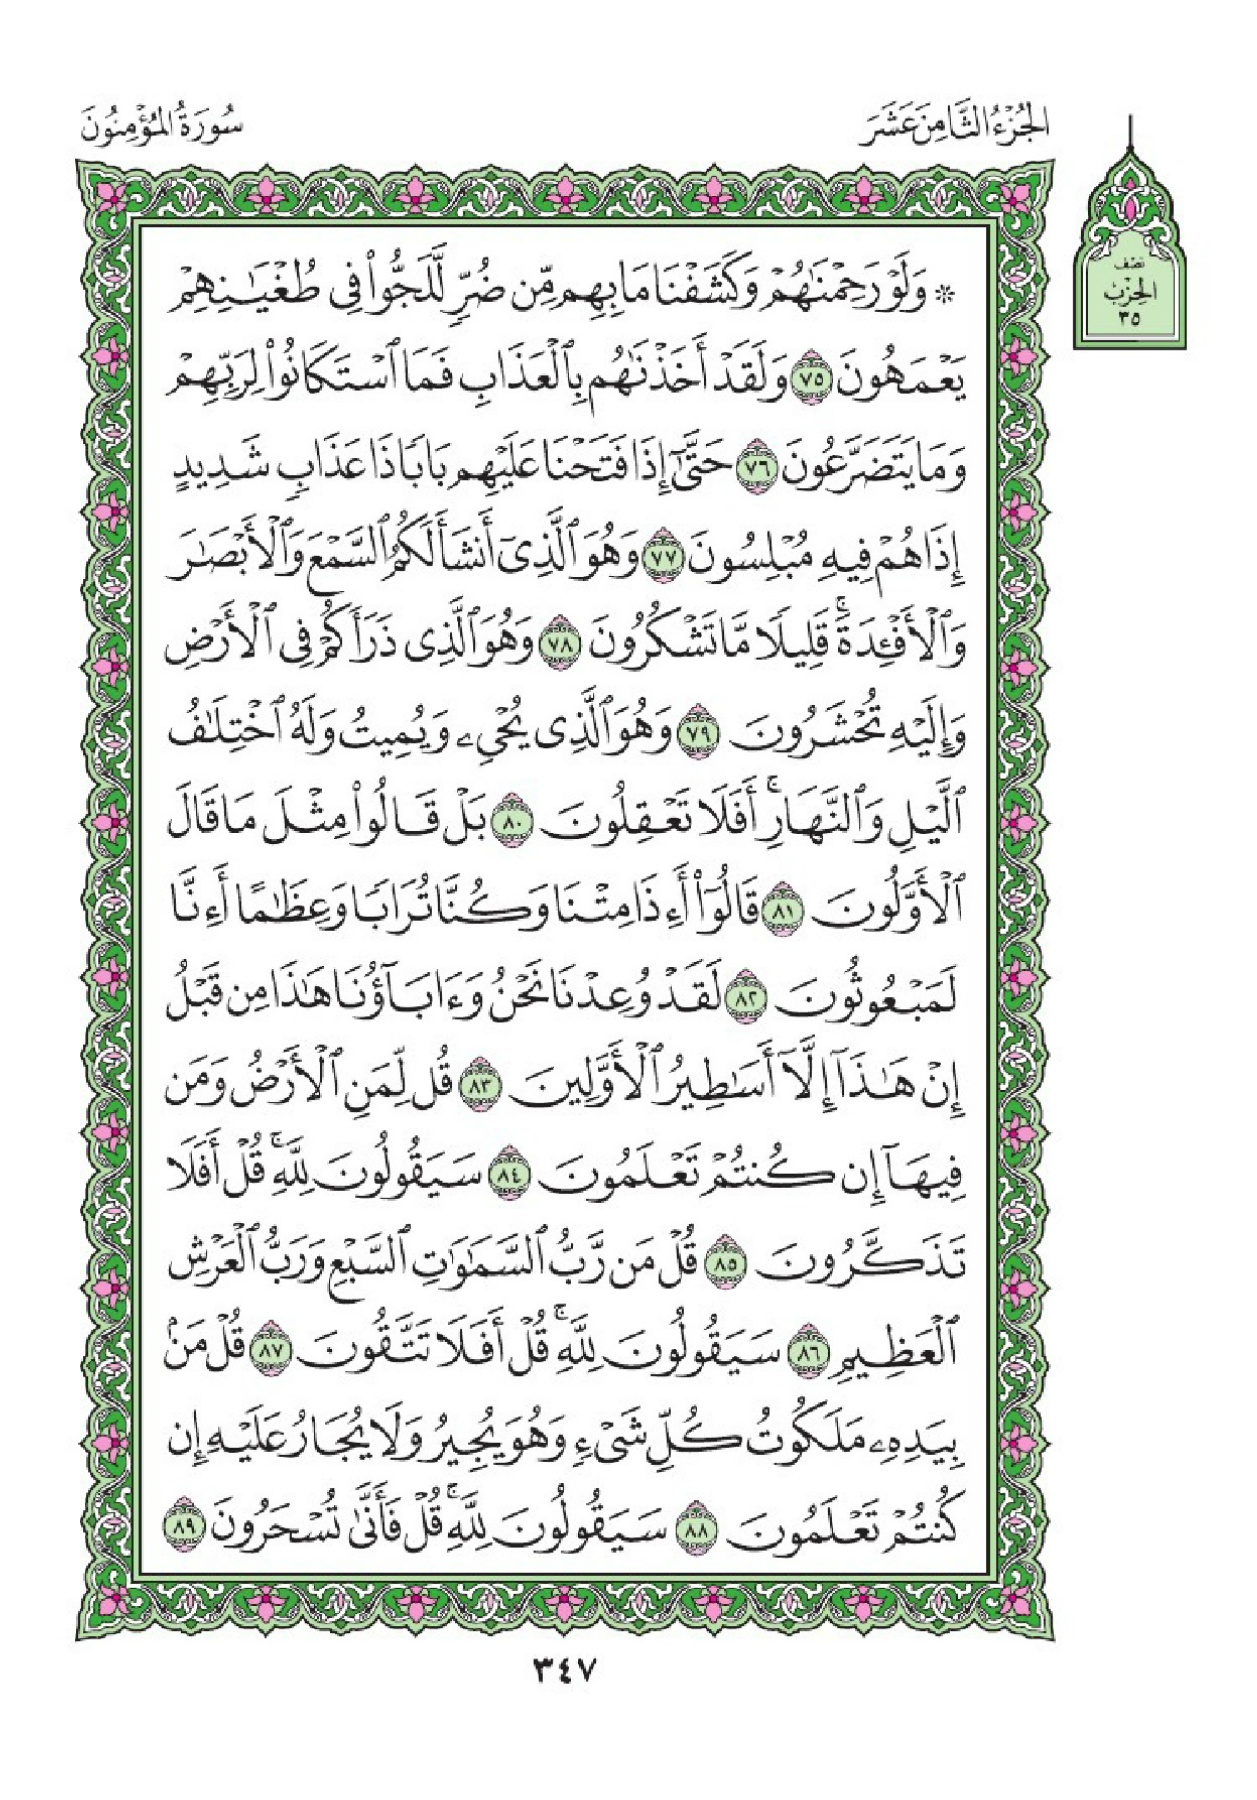 الجُزْءُ الثَّامِنَ عَشَرَ
سُورَةُ المُؤْمِنُونَ
۞ وَلَوْ رَحِمْنَٰهُمْ وَكَشَفْنَا مَا بِهِم مِّن ضُرٍّ لَّلَجُّوا۟ فِى طُغْيَٰنِهِمْ
يَعْمَهُونَ ٧٥ وَلَقَدْ أَخَذْنَٰهُم بِٱلْعَذَابِ فَمَا ٱسْتَكَانُوا۟ لِرَبِّهِمْ
وَمَا يَتَضَرَّعُونَ ٧٦ حَتَّىٰٓ إِذَا فَتَحْنَا عَلَيْهِم بَابًا ذَا عَذَابٍ شَدِيدٍ
إِذَا هُمْ فِيهِ مُبْلِسُونَ ٧٧ وَهُوَ ٱلَّذِىٓ أَنشَأَ لَكُمُ ٱلسَّمْعَ وَٱلْأَبْصَٰرَ
وَٱلْأَفْـِٔدَةَ ۚ قَلِيلًا مَّا تَشْكُرُونَ ٧٨ وَهُوَ ٱلَّذِى ذَرَأَكُمْ فِى ٱلْأَرْضِ
وَإِلَيْهِ تُحْشَرُونَ ٧٩ وَهُوَ ٱلَّذِى يُحْىِۦ وَيُمِيتُ وَلَهُ ٱخْتِلَٰفُ
ٱلَّيْلِ وَٱلنَّهَارِ ۚ أَفَلَا تَعْقِلُونَ ٨٠ بَلْ قَالُوا۟ مِثْلَ مَا قَالَ
ٱلْأَوَّلُونَ ٨١ قَالُوٓا۟ أَءِذَا مِتْنَا وَكُنَّا تُرَابًا وَعِظَٰمًا أَءِنَّا
لَمَبْعُوثُونَ ٨٢ لَقَدْ وُعِدْنَا نَحْنُ وَءَابَآؤُنَا هَٰذَا مِن قَبْلُ
إِنْ هَٰذَآ إِلَّآ أَسَٰطِيرُ ٱلْأَوَّلِينَ ٨٣ قُل لِّمَنِ ٱلْأَرْضُ وَمَن
فِيهَآ إِن كُنتُمْ تَعْلَمُونَ ٨٤ سَيَقُولُونَ لِلَّهِ ۚ قُلْ أَفَلَا
تَذَكَّرُونَ ٨٥ قُلْ مَن رَّبُّ ٱلسَّمَٰوَٰتِ ٱلسَّبْعِ وَرَبُّ ٱلْعَرْشِ
ٱلْعَظِيمِ ٨٦ سَيَقُولُونَ لِلَّهِ ۚ قُلْ أَفَلَا تَتَّقُونَ ٨٧ قُلْ مَنۢ
بِيَدِهِۦ مَلَكُوتُ كُلِّ شَىْءٍ وَهُوَ يُجِيرُ وَلَا يُجَارُ عَلَيْهِ إِن
كُنتُمْ تَعْلَمُونَ ٨٨ سَيَقُولُونَ لِلَّهِ ۚ قُلْ فَأَنَّىٰ تُسْحَرُونَ ٨٩
نصْف
الحِزْبِ
٣٥
٣٤٧